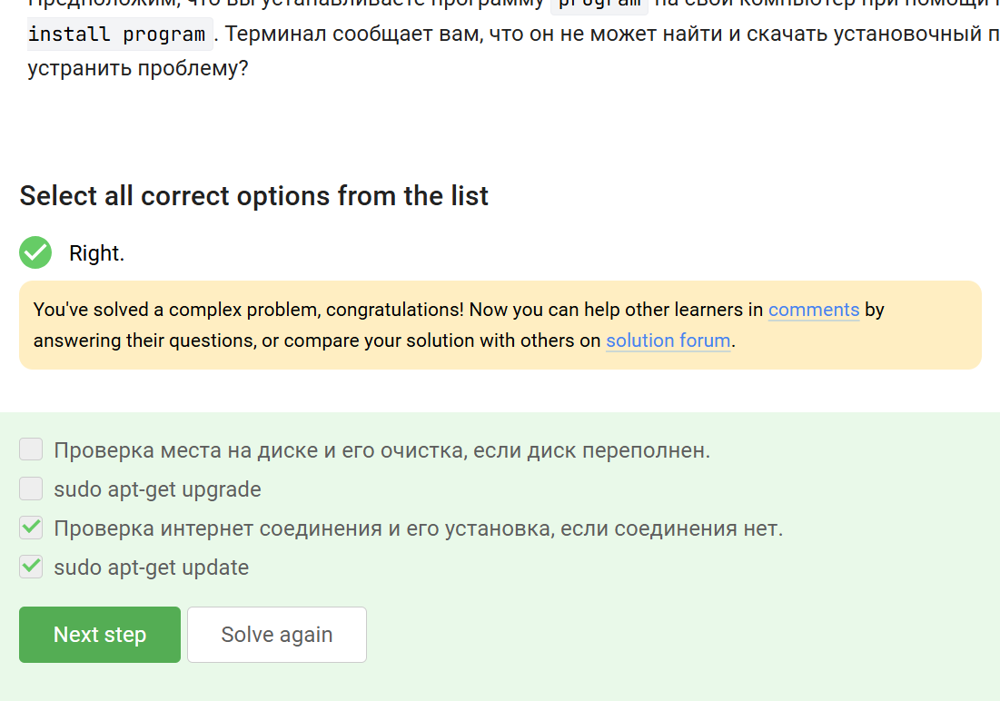 Предположим, что вы устанавливаете программу program на свой компьютер при помощи
install program. Терминал сообщает вам, что он не может найти и скачать установочный п
устранить проблему?
Select all correct options from the list
Right.
You've solved a complex problem, congratulations! Now you can help other learners in comments by
answering their questions, or compare your solution with others on solution forum.
Проверка места на диске и его очистка, если диск переполнен.
sudo apt-get upgrade
Проверка интернет соединения и его установка, если соединения нет.
sudo apt-get update
Next step
Solve again